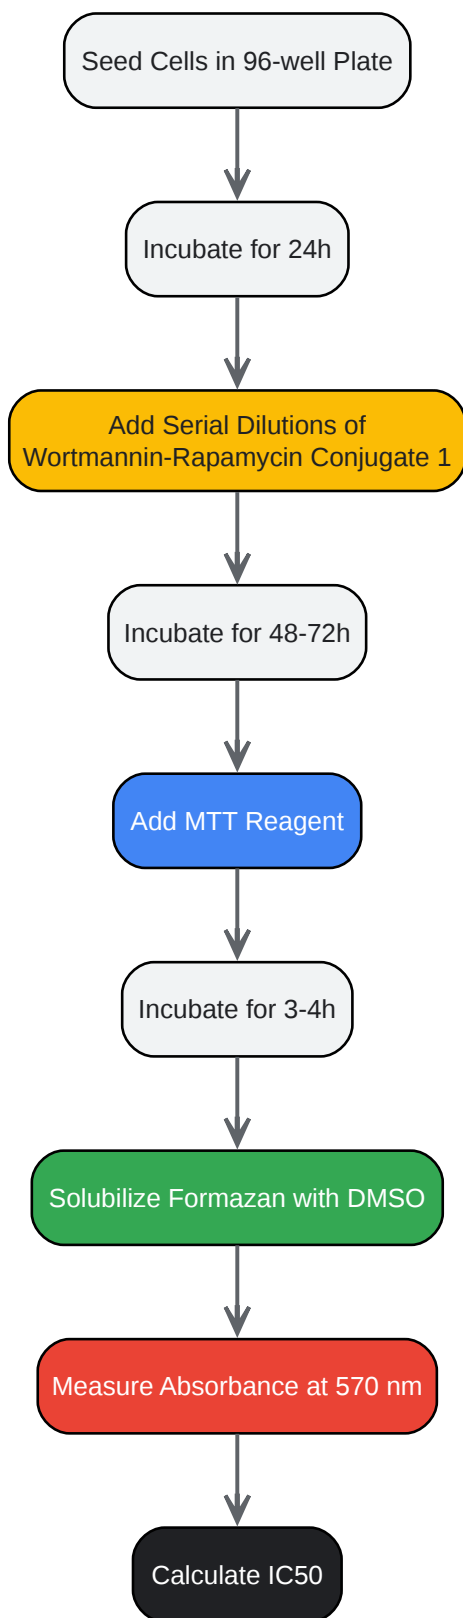 Seed Cells in 96-well Plate
Incubate for 24h
Add Serial Dilutions of
Wortmannin-Rapamycin Conjugate 1
Incubate for 48-72h
Add MTT Reagent
Incubate for 3-4h
Solubilize Formazan with DMSO
Measure Absorbance at 570 nm
Calculate IC50